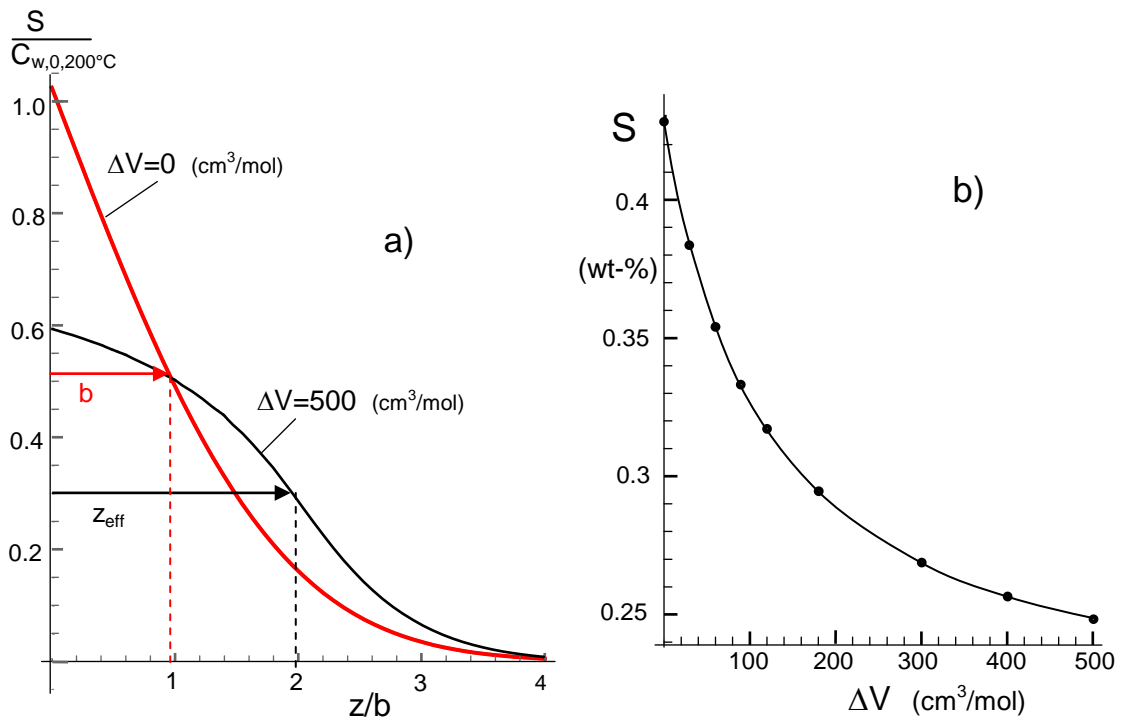 S
C_w,0,200°C
1.0
0.8
0.6
0.4
0.2
ΔV=0 (cm³/mol)
a)
b
ΔV=500 (cm³/mol)
z_eff
1
2
3
4
z/b
S
(wt-%)
b)
0.4
0.35
0.3
0.25
100
200
300
400
500
ΔV (cm³/mol)